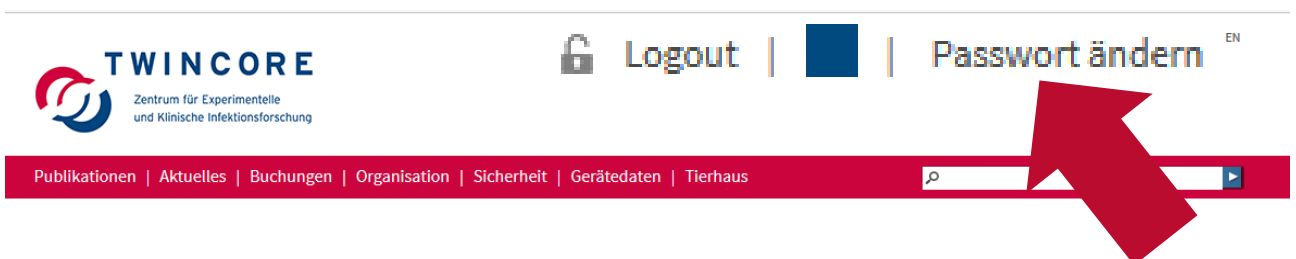 TWINCORE
Zentrum für Experimentelle
und Klinische Infektionsforschung
Logout | | Passwort ändern EN
Publikationen | Aktuelles | Buchungen | Organisation | Sicherheit | Gerätedaten | Tierhaus